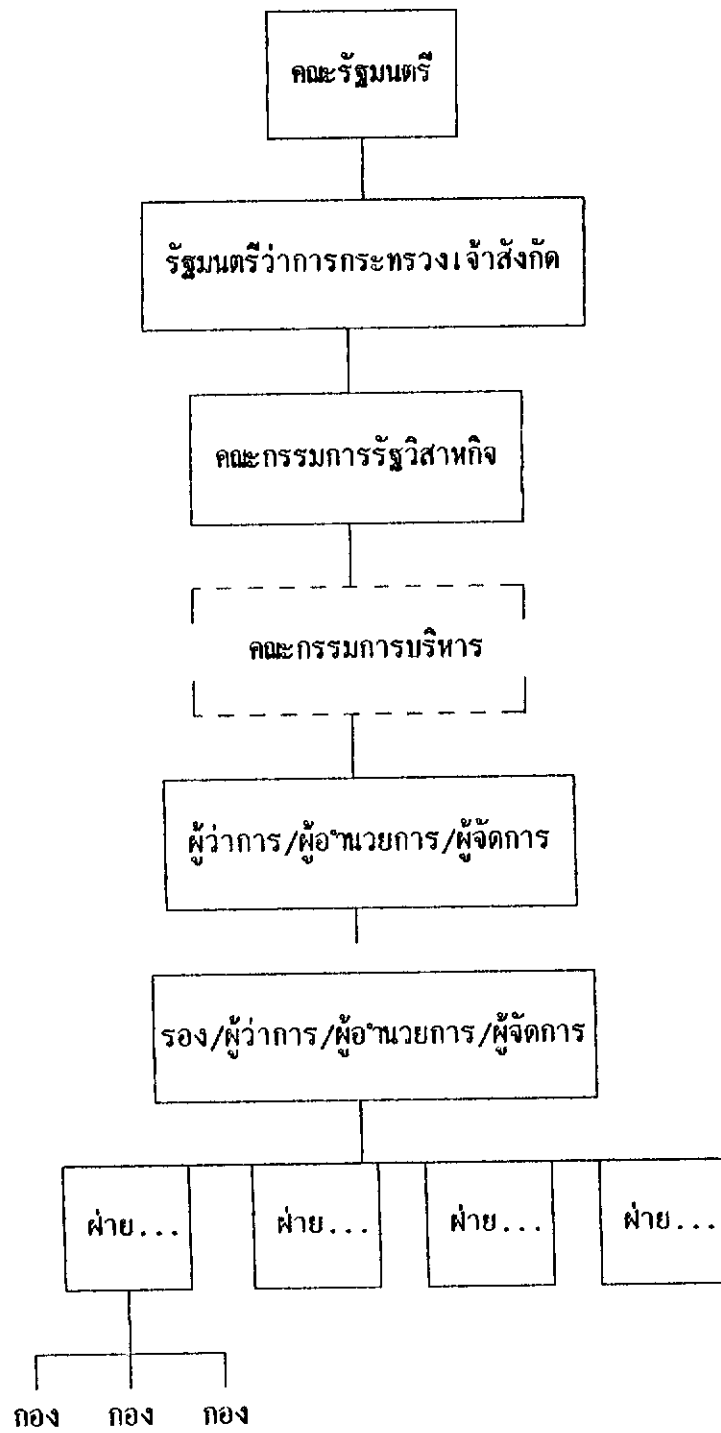 คณะรัฐมนตรี
รัฐมนตรีว่าการกระทรวงเจ้าสังกัด
คณะกรรมการรัฐวิสาหกิจ
คณะกรรมการบริหาร
ผู้ว่าการ/ผู้อำนวยการ/ผู้จัดการ
รอง/ผู้ว่าการ/ผู้อำนวยการ/ผู้จัดการ
ฝ่าย... ฝ่าย... ฝ่าย... ฝ่าย...
กอง กอง กอง